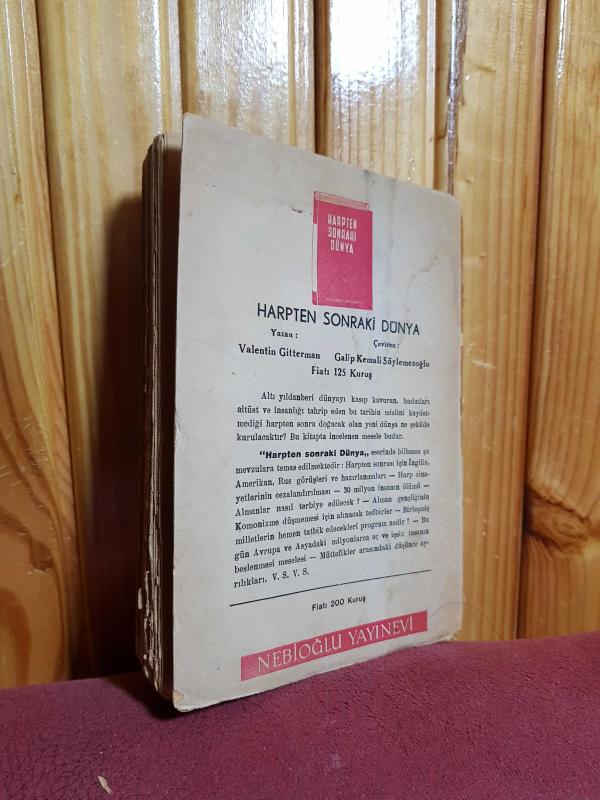 HARPTEN
SONRAKI
DÜNYA
HARPTEN SONRAKİ DÜNYA
Yazan : Çeviren :
Valentin Gitterman Galip Kemali Söylemezoğlu
Fiatı 125 Kuruş
Altı yıldanberi dünyayı kasıp kavuran, hudutları
altüst ve insanlığı tahrip eden bu tarihin mislini kaydet-
mediği harpten sonra doğacak olan yeni dünya ne şekilde
kurulacaktır? Bu kitapta incelenen mesele budur.
"Harpten sonraki Dünya,, eserinde bilhassa şu
mevzulara temas edilmektedir : Harpten sonrası için İngiliz,
Amerikan, Rus görüşleri ve hazırlanmaları — Harp cina-
yetlerinin cezalandırılması — 30 milyon insanın ölümü —
Almanlar nasıl terbiye edilecek ? — Alman gençliğinin
Komonizme düşmemesi için alınacak tedbirler — Birleşmiş
milletlerin hemen tatbik edecekleri program nedir ? — Bu
gün Avrupa ve Asyadaki milyonlarca aç ve işsiz insanın
beslenmesi meselesi — Müttefikler arasındaki düşünce ay-
rılıkları. V. S. V. S.
Fiatı 200 Kuruş
NEBİOĞLU YAYINEVİ